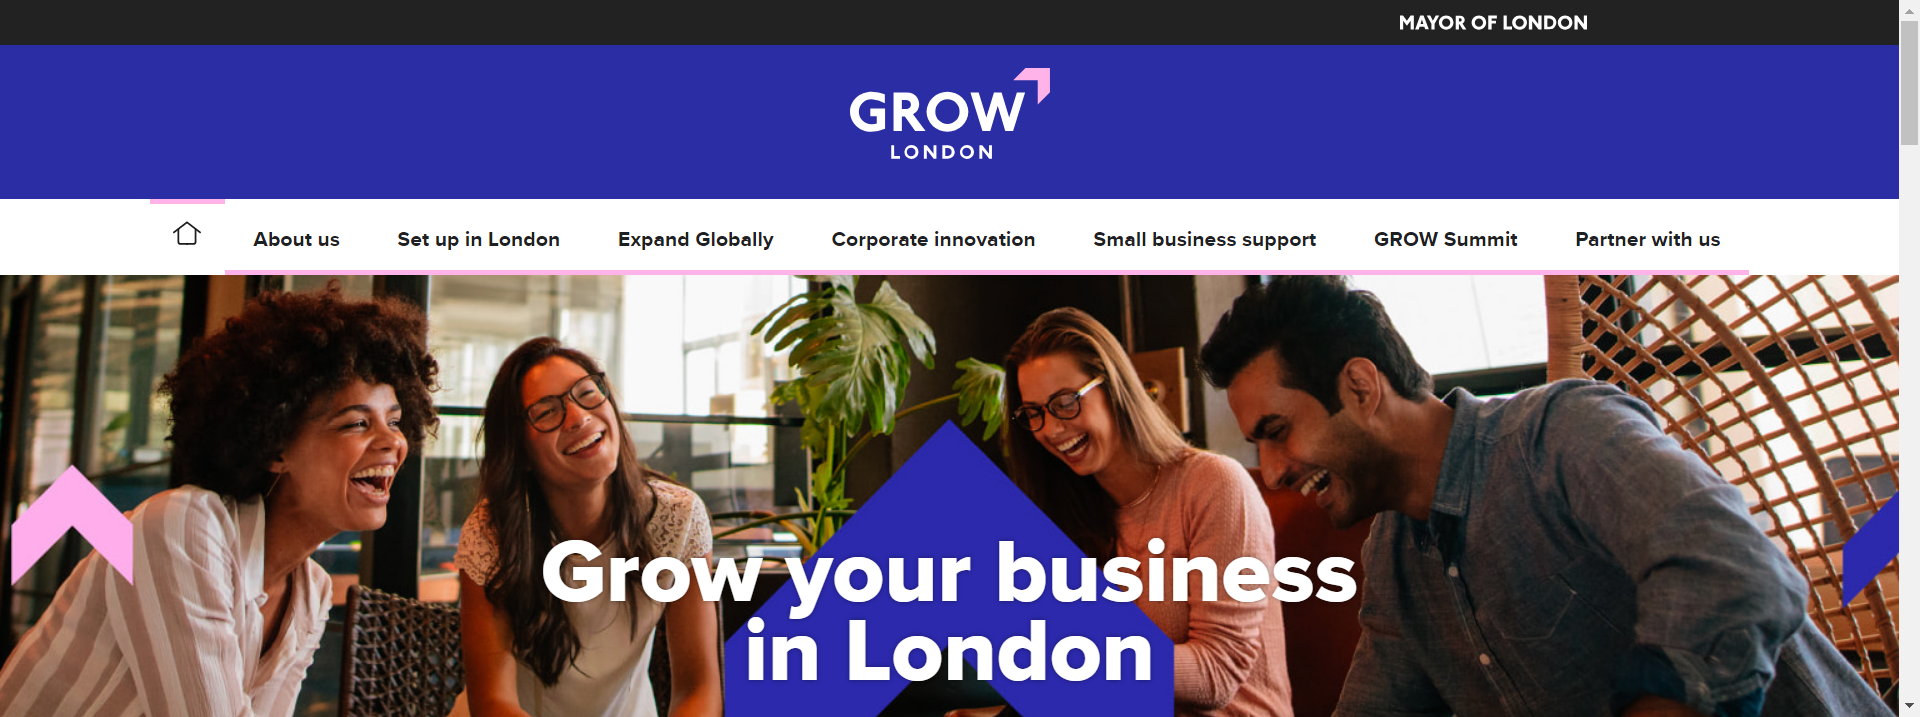 MAYOR OF LONDON
GROW
LONDON
About us
Set up in London
Expand Globally
Corporate innovation
Small business support
GROW Summit
Partner with us
Grow your business
in London